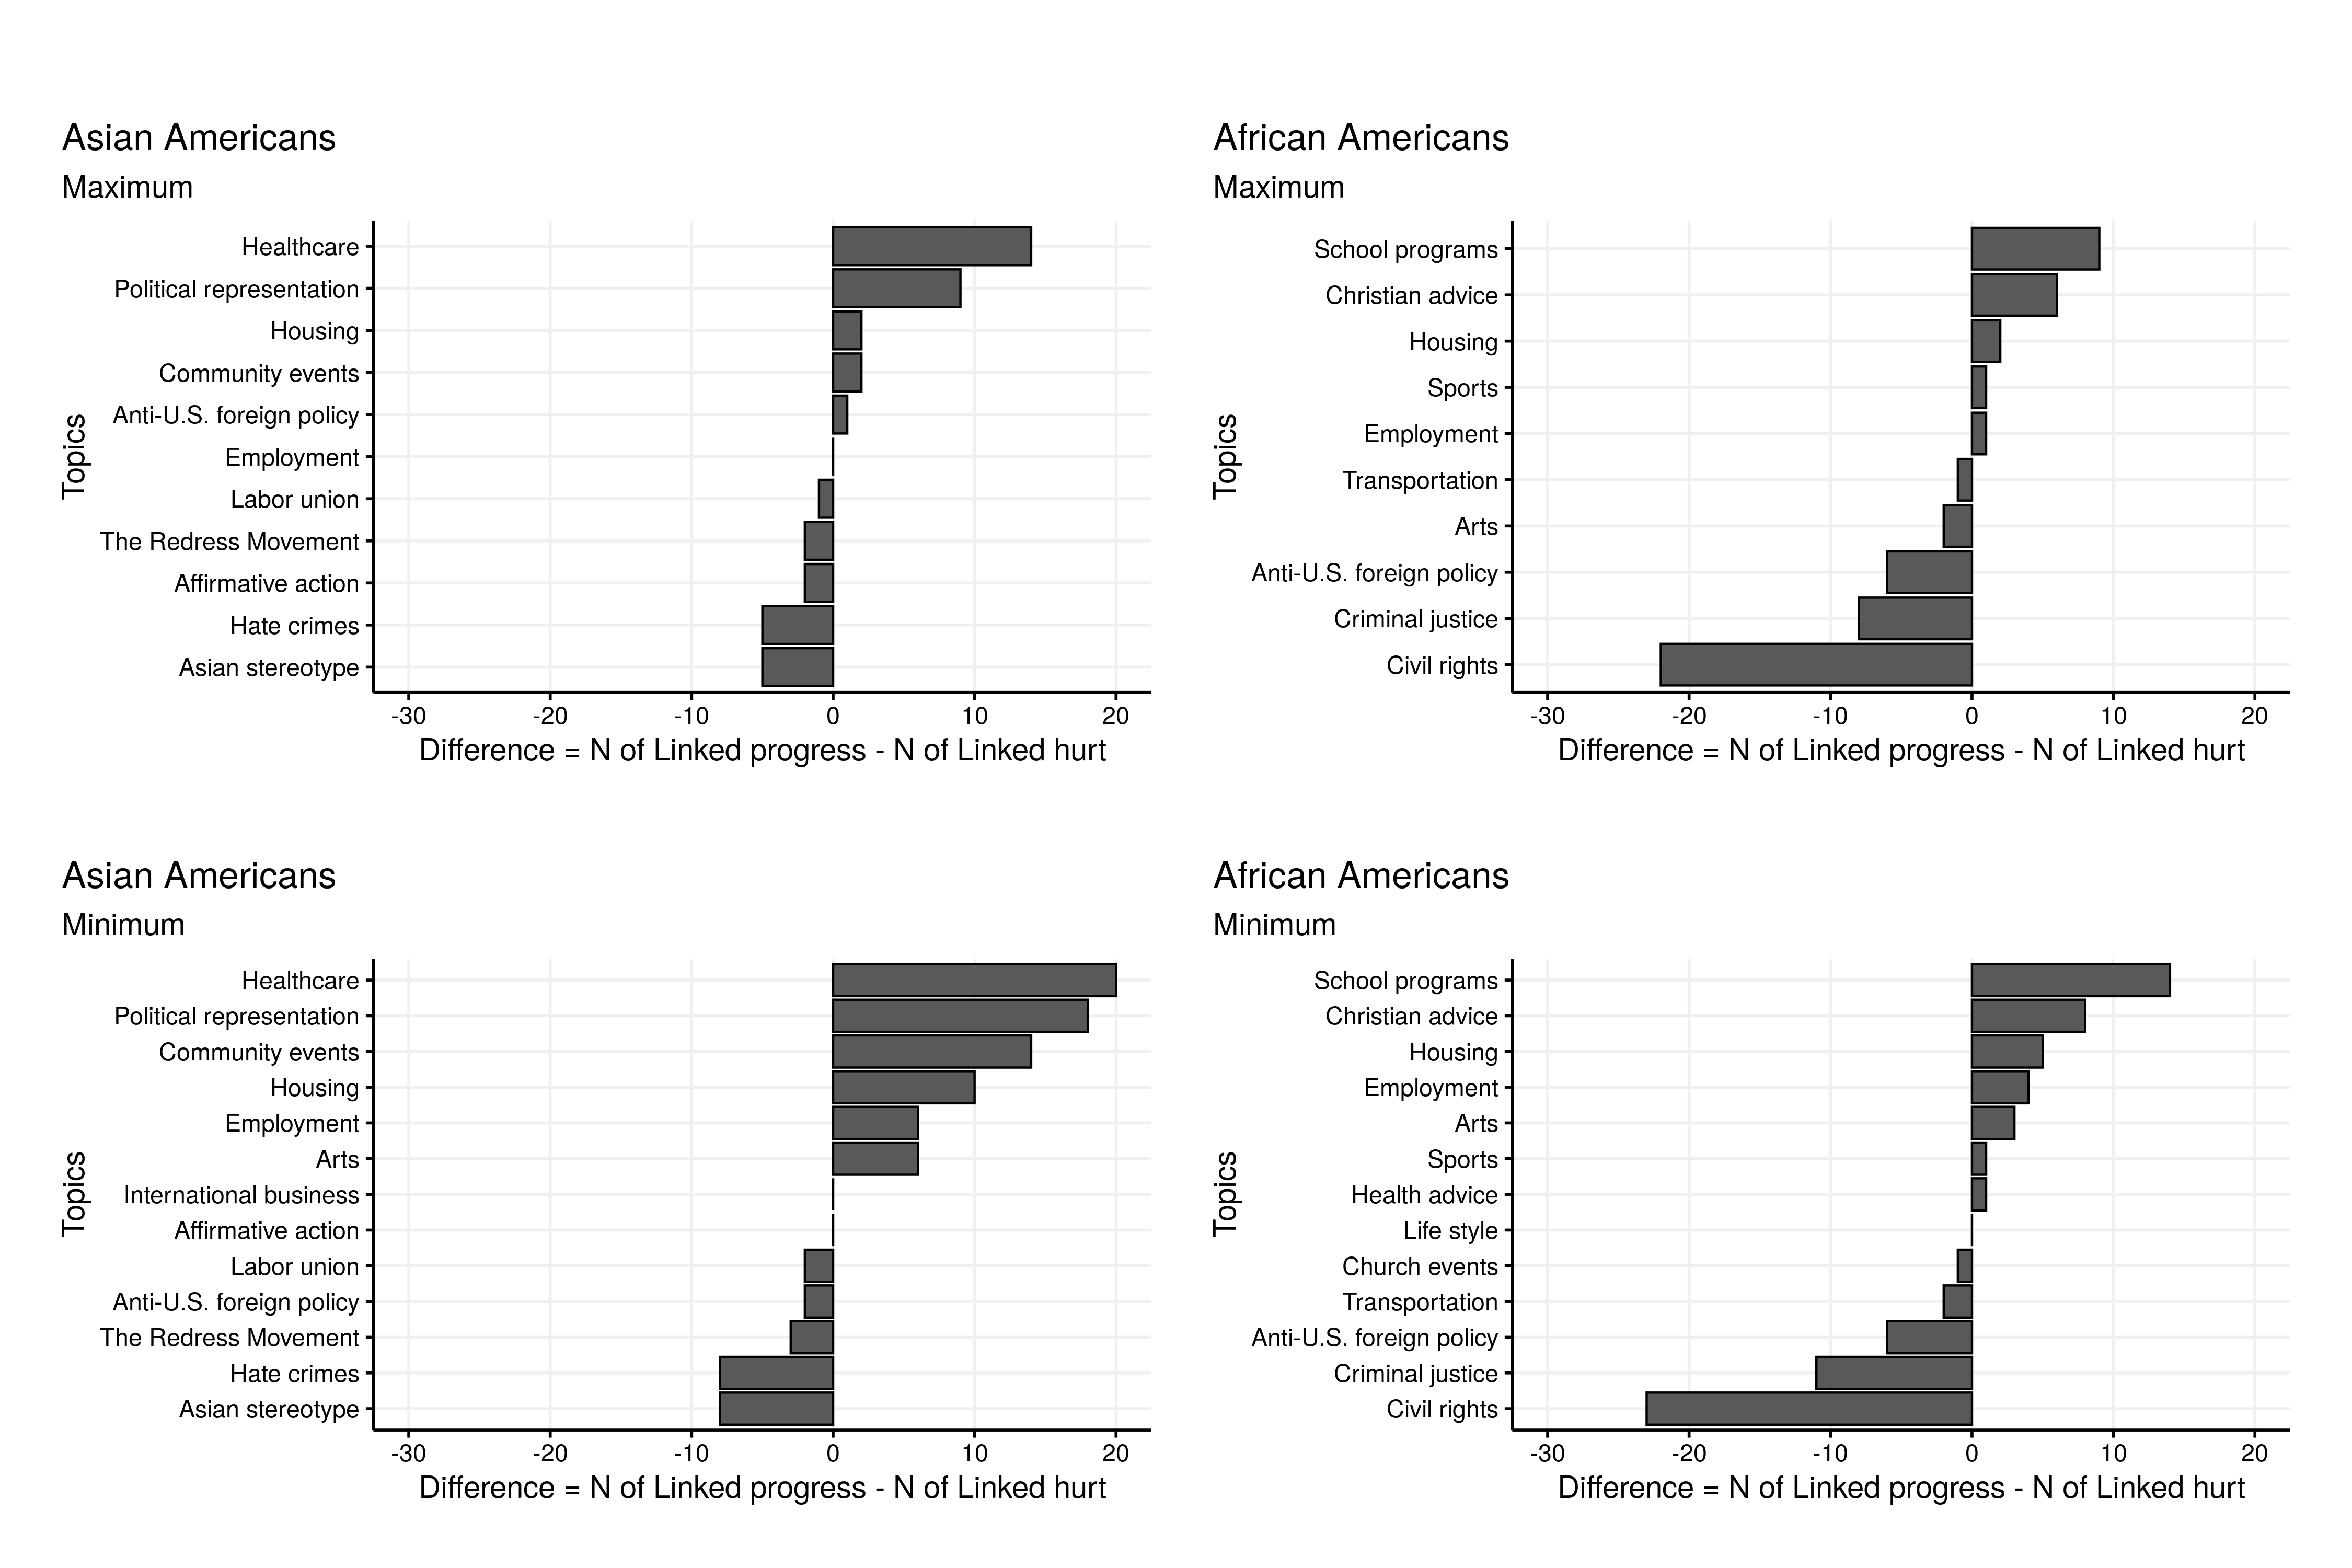 Asian Americans
Maximum
Topics
Healthcare
Political representation
Housing
Community events
Anti-U.S. foreign policy
Employment
Labor union
The Redress Movement
Affirmative action
Hate crimes
Asian stereotype
-30 -20 -10 0 10 20
Difference = N of Linked progress - N of Linked hurt
African Americans
Maximum
Topics
School programs
Christian advice
Housing
Sports
Employment
Transportation
Arts
Anti-U.S. foreign policy
Criminal justice
Civil rights
-30 -20 -10 0 10 20
Difference = N of Linked progress - N of Linked hurt
Asian Americans
Minimum
Topics
Healthcare
Political representation
Community events
Housing
Employment
Arts
International business
Affirmative action
Labor union
Anti-U.S. foreign policy
The Redress Movement
Hate crimes
Asian stereotype
-30 -20 -10 0 10 20
Difference = N of Linked progress - N of Linked hurt
African Americans
Minimum
Topics
School programs
Christian advice
Housing
Employment
Arts
Sports
Health advice
Life style
Church events
Transportation
Anti-U.S. foreign policy
Criminal justice
Civil rights
-30 -20 -10 0 10 20
Difference = N of Linked progress - N of Linked hurt